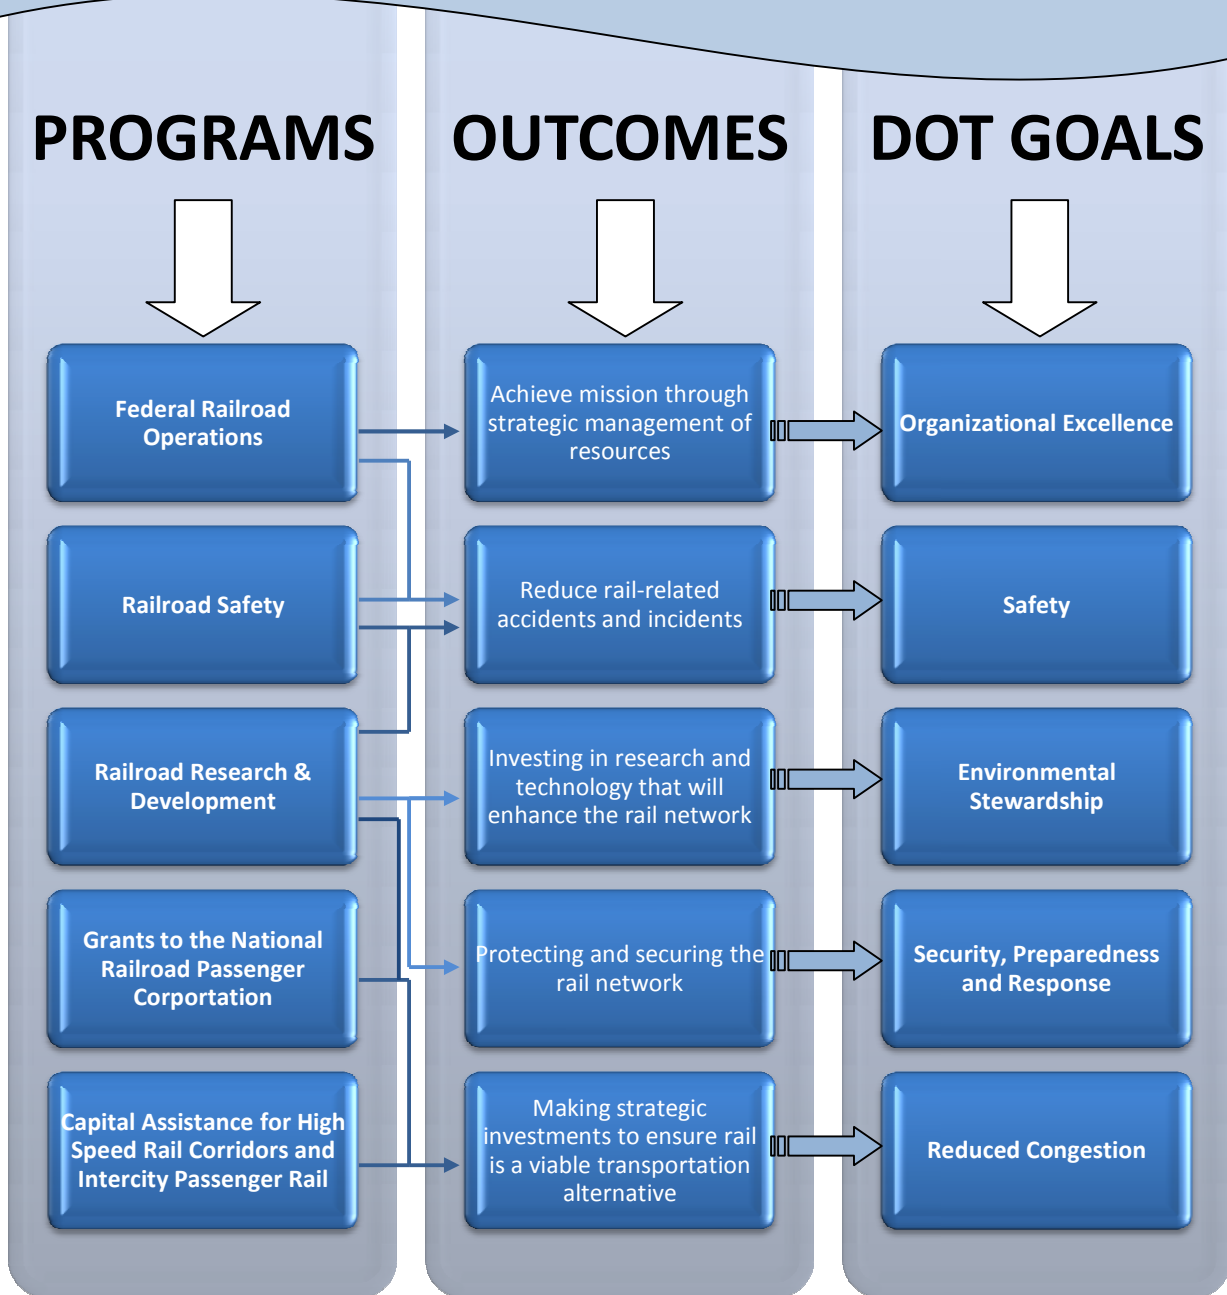 PROGRAMS
OUTCOMES
DOT GOALS
Federal Railroad
Operations
Achieve mission through
strategic management of
resources
Organizational Excellence
Railroad Safety
Reduce rail-related
accidents and incidents
Safety
Railroad Research &
Development
Investing in research and
technology that will
enhance the rail network
Environmental
Stewardship
Grants to the National
Railroad Passenger
Corportation
Protecting and securing the
rail network
Security, Preparedness
and Response
Capital Assistance for High
Speed Rail Corridors and
Intercity Passenger Rail
Making strategic
investments to ensure rail
is a viable transportation
alternative
Reduced Congestion